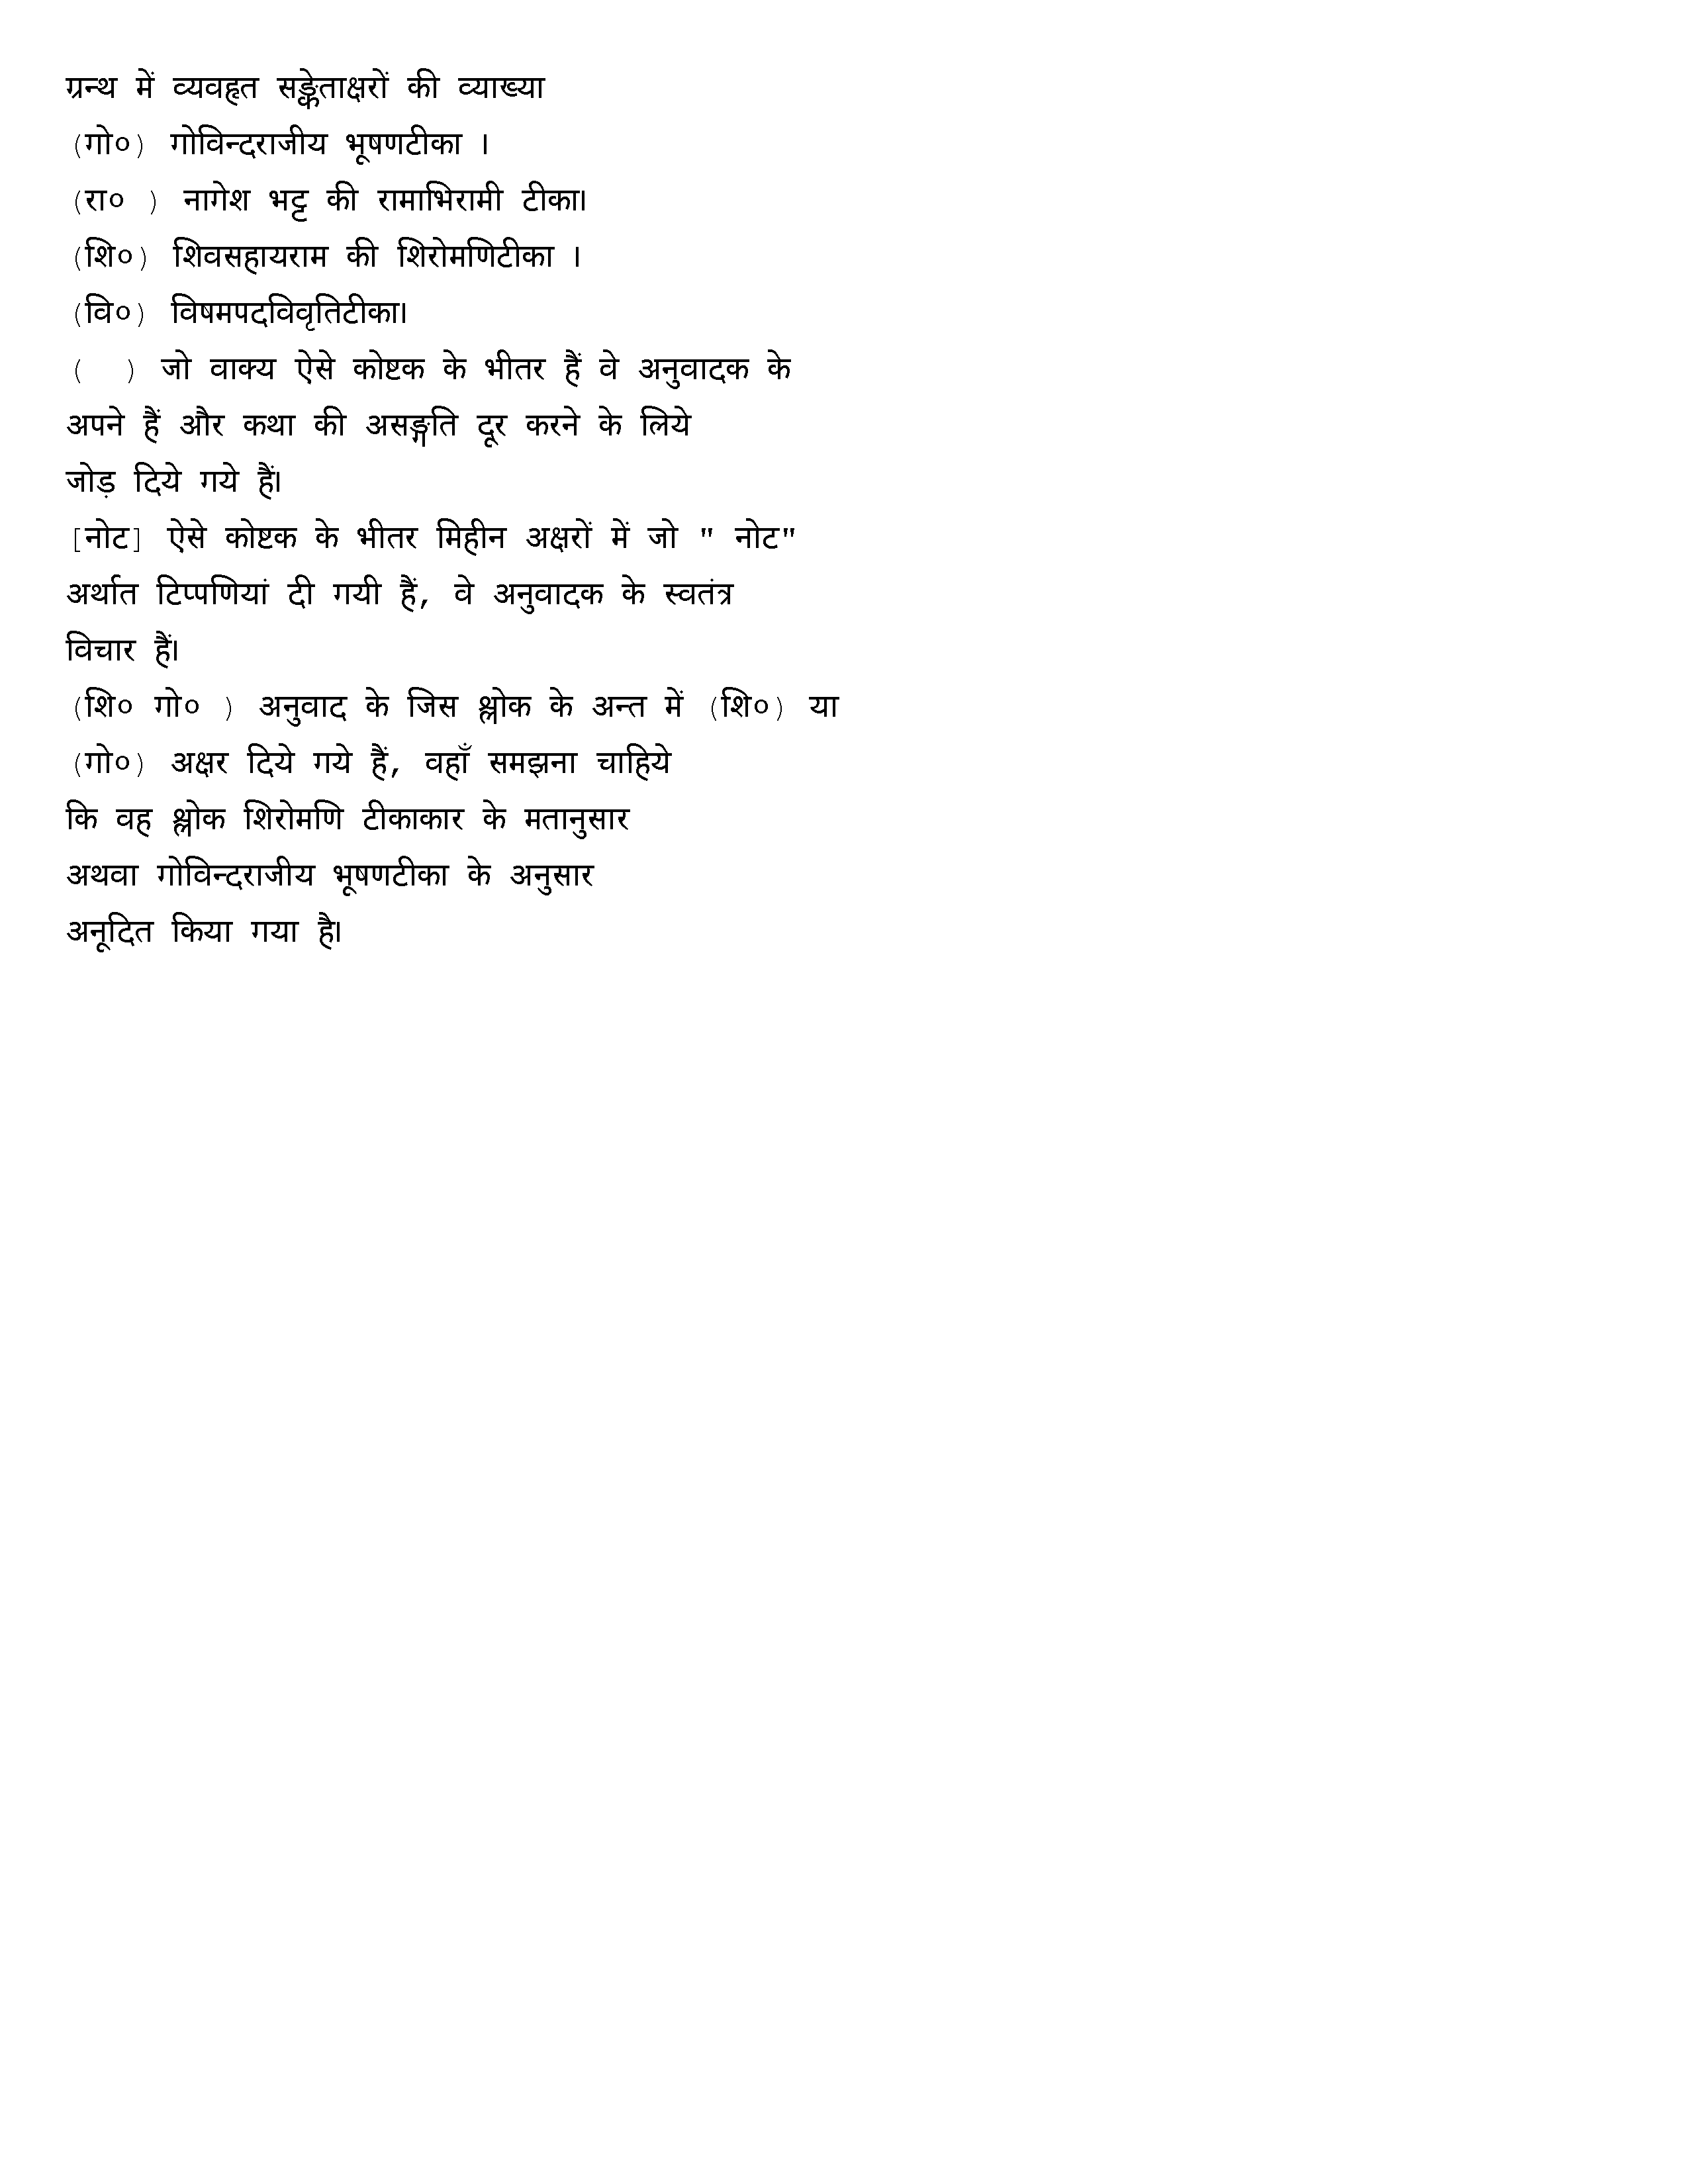 ग्रन्थ में व्यवहृत सङ्केताक्षरों की व्याख्या
(गो०) गोविन्दराजीय भूषणटीका ।
(रा० ) नागेश भट्ट की रामाभिरामी टीका।
(शि०) शिवसहायराम की शिरोमणिटीका ।
(वि०) विषमपदविवृतिटीका।
(  ) जो वाक्य ऐसे कोष्टक के भीतर हैं वे अनुवादक के
अपने हैं और कथा की असङ्गति दूर करने के लिये
जोड़ दिये गये हैं।
[नोट] ऐसे कोष्टक के भीतर मिहीन अक्षरों में जो " नोट"
अर्थात टिप्पणियां दी गयी हैं, वे अनुवादक के स्वतंत्र
विचार हैं।
(शि० गो० ) अनुवाद के जिस श्लोक के अन्त में (शि०) या
(गो०) अक्षर दिये गये हैं, वहाँ समझना चाहिये
कि वह श्लोक शिरोमणि टीकाकार के मतानुसार
अथवा गोविन्दराजीय भूषणटीका के अनुसार
अनूदित किया गया है।